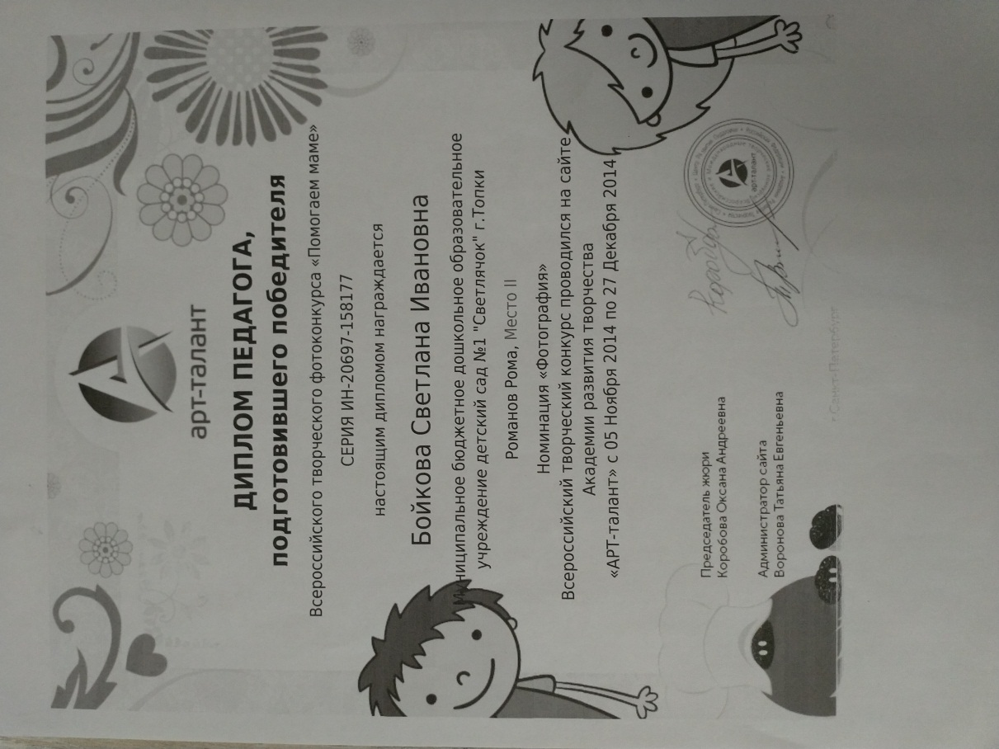 арт-талант
ДИПЛОМ ПЕДАГОГА,
подготовившего победителя
Всероссийского творческого фотоконкурса «Помогаем маме»
СЕРИЯ ИН-20697-158177
настоящим дипломом награждается
Бойкова Светлана Ивановна
Муниципальное бюджетное дошкольное образовательное
учреждение детский сад №1 "Светлячок" г.Топки
Романов Рома, Место II
Номинация «Фотография»
Всероссийский творческий конкурс проводился на сайте
Академии развития творчества
«АРТ-талант» с 05 Ноября 2014 по 27 Декабря 2014
Председатель жюри
Коробова Оксана Андреевна
Администратор сайта
Воронова Татьяна Евгеньевна
арт-талант
г.Санкт-Петербург